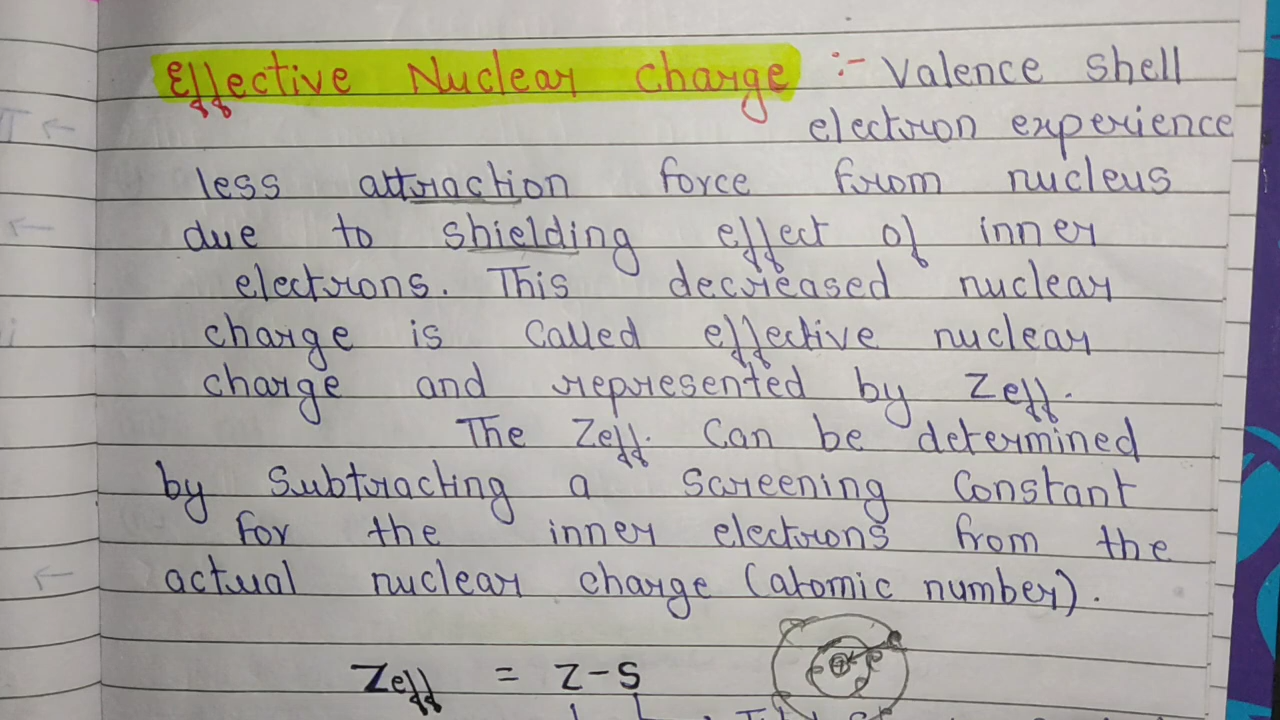 Effective Nuclear Charge :- Valence shell
electron experience
less attraction force from nucleus
due to shielding effect of inner
electrons. This decreased nuclear
charge is called effective nuclear
charge and represented by Zeff.
The Zeff. can be determined
by subtracting a screening constant
for the inner electrons from the
actual nuclear charge (atomic number).
Zeff = Z-S